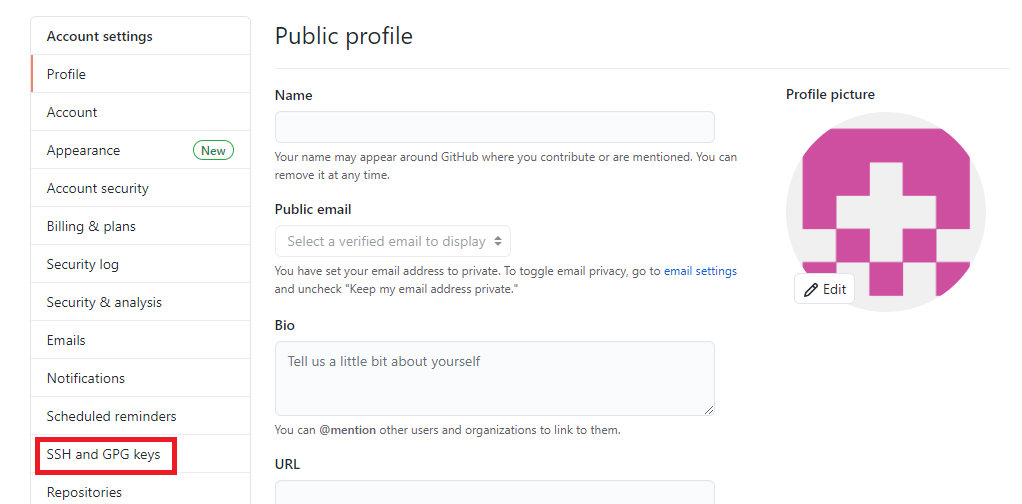 Account settings
Profile
Account
Appearance New
Account security
Billing & plans
Security log
Security & analysis
Emails
Notifications
Scheduled reminders
SSH and GPG keys
Repositories
Public profile
Name
Your name may appear around GitHub where you contribute or are mentioned. You can
remove it at any time.
Public email
Select a verified email to display
You have set your email address to private. To toggle email privacy, go to email settings
and uncheck "Keep my email address private."
Bio
Tell us a little bit about yourself
You can @mention other users and organizations to link to them.
URL
Profile picture
Edit